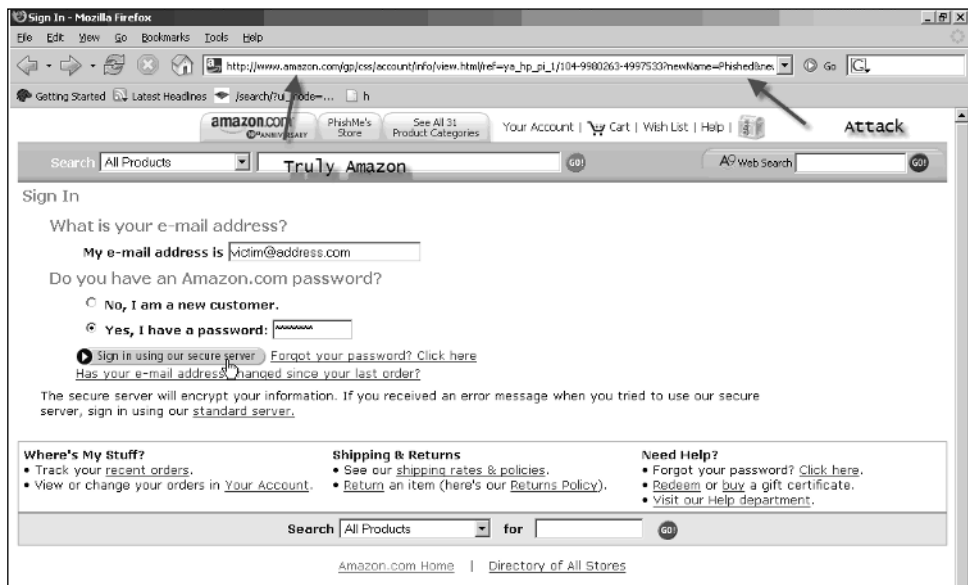 Sign In - Mozilla Firefox
File Edit View Go Bookmarks Tools Help
http://www.amazon.com/gp/css/account/info/view.html/ref=ya_hp_pi_1/104-9980263-4997533?newName=Phished&ne Go G
Getting Started Latest Headlines /search/?u_node=... h
amazon.com 10th ANNIVERSARY PhishMe's Store See All 31 Product Categories Your Account | Cart | Wish List | Help | Attack
Search All Products Truly Amazon GO! A9 Web Search GO!
Sign In
What is your e-mail address?
My e-mail address is victim@address.com
Do you have an Amazon.com password?
No, I am a new customer.
Yes, I have a password: *******
Sign in using our secure server Forgot your password? Click here
Has your e-mail address changed since your last order?
The secure server will encrypt your information. If you received an error message when you tried to use our secure
server, sign in using our standard server.
Where's My Stuff?
• Track your recent orders.
• View or change your orders in Your Account.
Shipping & Returns
• See our shipping rates & policies.
• Return an item (here's our Returns Policy).
Need Help?
• Forgot your password? Click here.
• Redeem or buy a gift certificate.
• Visit our Help department.
Search All Products for GO!
Amazon.com Home | Directory of All Stores